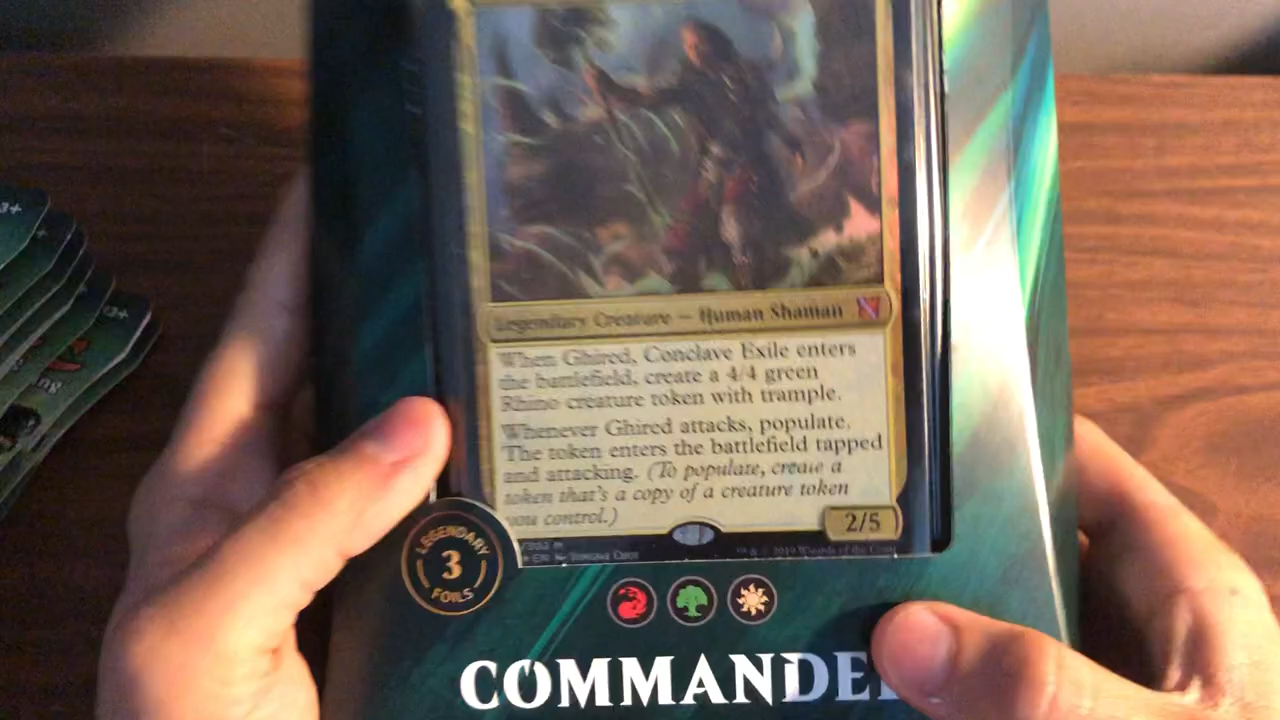 3+
Legendary Creature — Human Shaman
When Ghired, Conclave Exile enters
the battlefield, create a 4/4 green
Rhino creature token with trample.
Whenever Ghired attacks, populate.
The token enters the battlefield tapped
and attacking. (To populate, create a
token that's a copy of a creature token
you control.)
2/5
LEGENDARY
3
FOILS
COMMANDE